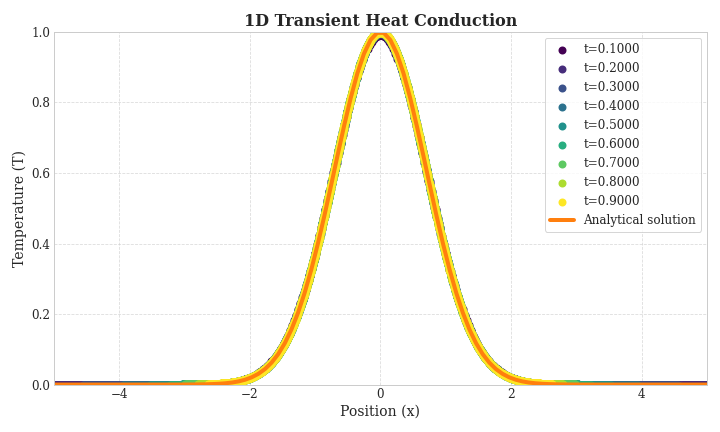 1D Transient Heat Conduction
1.0
0.8
0.6
0.4
0.2
0.0
Temperature (T)
t=0.1000
t=0.2000
t=0.3000
t=0.4000
t=0.5000
t=0.6000
t=0.7000
t=0.8000
t=0.9000
Analytical solution
−4
−2
0
2
4
Position (x)